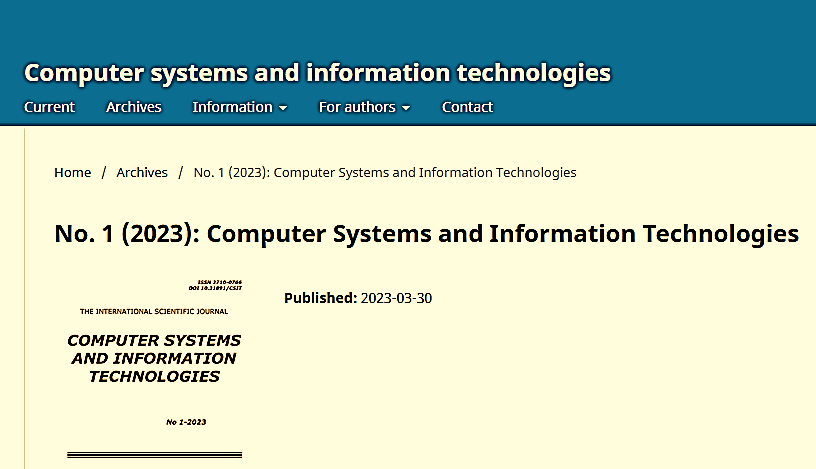 Computer systems and information technologies
Current Archives Information For authors Contact
Home / Archives / No. 1 (2023): Computer Systems and Information Technologies
No. 1 (2023): Computer Systems and Information Technologies
ISSN 2710-0766
DOI 10.31891/CSIT
THE INTERNATIONAL SCIENTIFIC JOURNAL
COMPUTER SYSTEMS
AND INFORMATION
TECHNOLOGIES
No 1-2023
Published: 2023-03-30